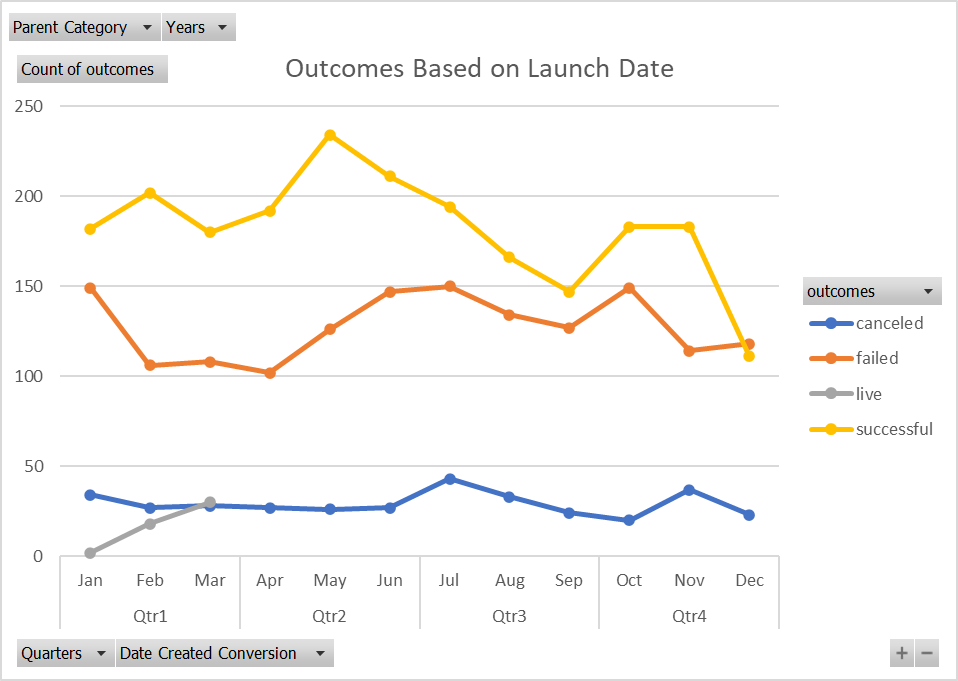 Parent Category Years
Count of outcomes
Outcomes Based on Launch Date
250
200
150
100
50
0
Jan Feb Mar Apr May Jun Jul Aug Sep Oct Nov Dec
Qtr1 Qtr2 Qtr3 Qtr4
outcomes
canceled
failed
live
successful
Quarters Date Created Conversion
+ −